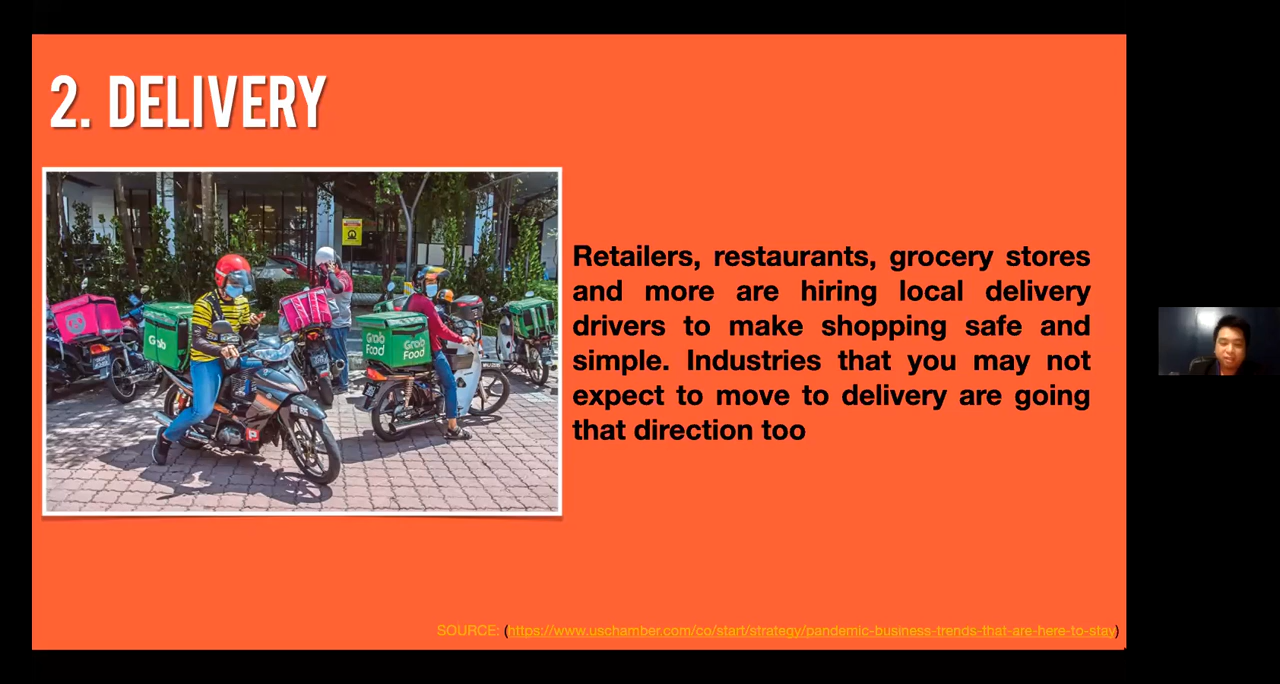 2. DELIVERY
Grab
Grab
Food
Grab
Food
Retailers, restaurants, grocery stores
and more are hiring local delivery
drivers to make shopping safe and
simple. Industries that you may not
expect to move to delivery are going
that direction too
SOURCE: (https://www.uschamber.com/co/start/strategy/pandemic-business-trends-that-are-here-to-stay)